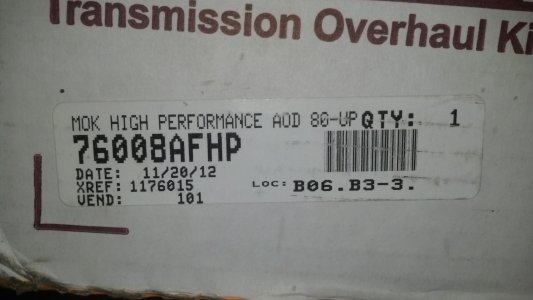 Transmission Overhaul Ki
MOK HIGH PERFORMANCE AOD 80-UP QTY: 1
76008AFHP
DATE: 11/20/12
XREF: 1176015 LOC: B06.B3-3.
VEND: 101